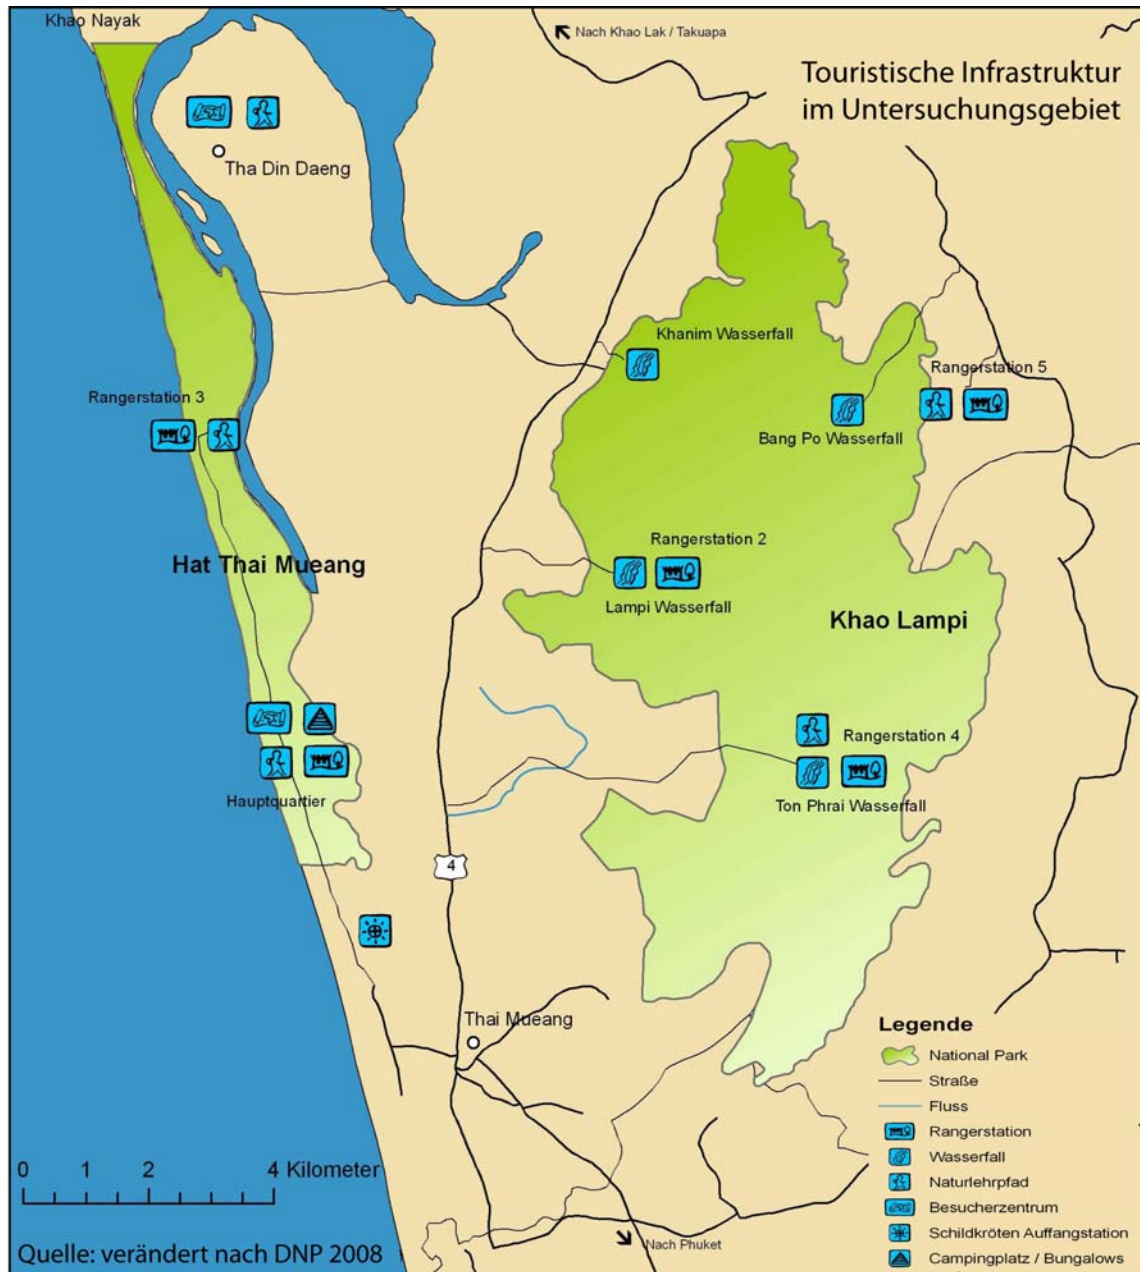 Khao Nayak
Nach Khao Lak / Takuapa
Touristische Infrastruktur
im Untersuchungsgebiet
Tha Din Daeng
Khanim Wasserfall
Rangerstation 5
Rangerstation 3
Bang Po Wasserfall
Rangerstation 2
Hat Thai Mueang
Lampi Wasserfall
Khao Lampi
Rangerstation 4
Hauptquartier
Ton Phrai Wasserfall
4
Thai Mueang
Legende
National Park
Straße
Fluss
Rangerstation
Wasserfall
Naturlehrpfad
Besucherzentrum
Schildkröten Auffangstation
Campingplatz / Bungalows
0 1 2 4 Kilometer
Nach Phuket
Quelle: verändert nach DNP 2008